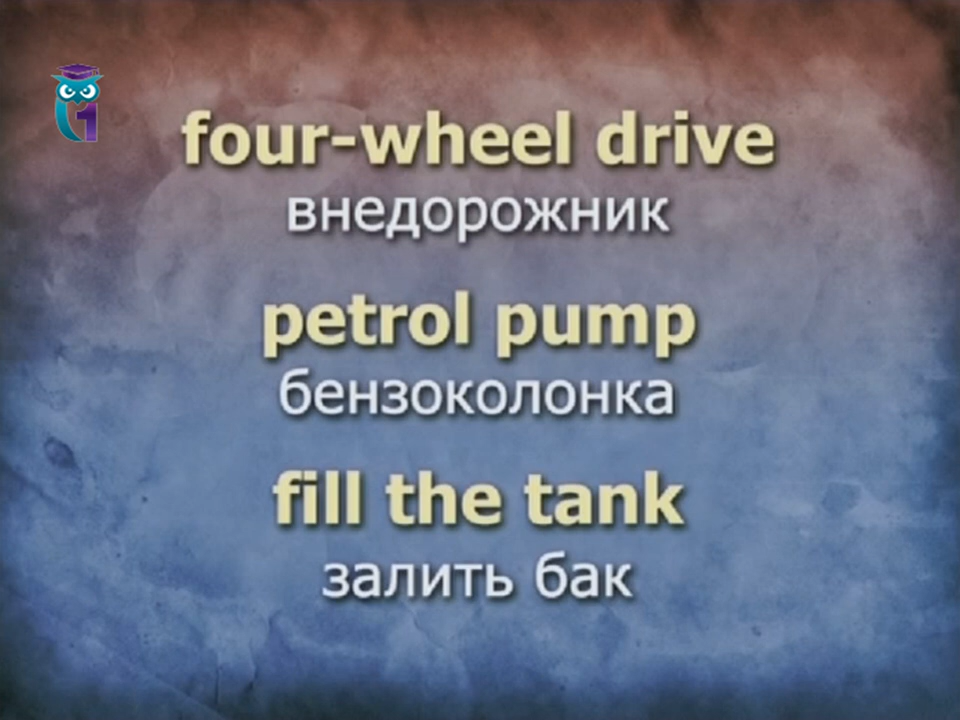 four-wheel drive
внедорожник
petrol pump
бензоколонка
fill the tank
залить бак